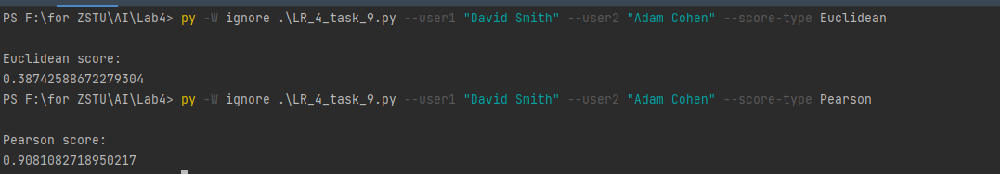 PS F:\for ZSTU\AI\Lab4> py -W ignore .\LR_4_task_9.py --user1 "David Smith" --user2 "Adam Cohen" --score-type Euclidean
Euclidean score:
0.38742588672279304
PS F:\for ZSTU\AI\Lab4> py -W ignore .\LR_4_task_9.py --user1 "David Smith" --user2 "Adam Cohen" --score-type Pearson
Pearson score:
0.9081082718950217